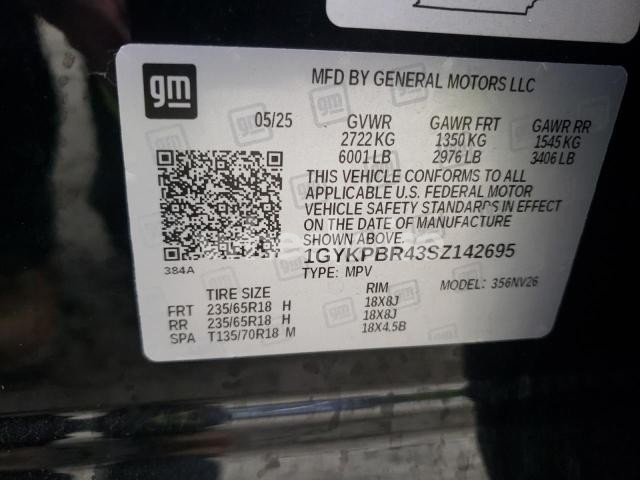 gm
MFD BY GENERAL MOTORS LLC
05/25 GVWR GAWR FRT GAWR RR
2722 KG 1350 KG 1545 KG
6001 LB 2976 LB 3406 LB
THIS VEHICLE CONFORMS TO ALL
APPLICABLE U.S. FEDERAL MOTOR
VEHICLE SAFETY STANDARDS IN EFFECT
ON THE DATE OF MANUFACTURE
SHOWN ABOVE.
384A
1GYKPBR43SZ142695
TYPE: MPV MODEL: 356NV26
TIRE SIZE RIM
FRT 235/65R18 H 18X8J
RR 235/65R18 H 18X8J
SPA T135/70R18 M 18X4.5B